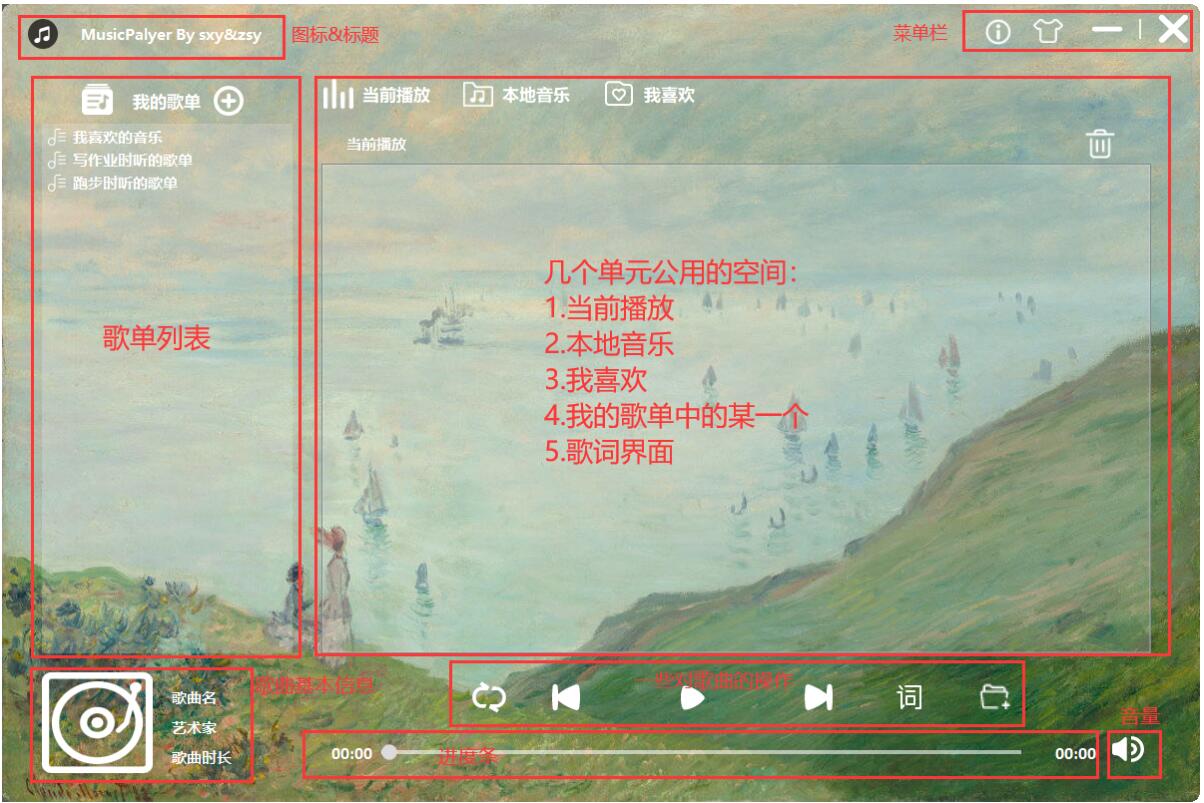 MusicPalyer By sxy&zsy
图标&标题
菜单栏
我的歌单
我喜欢的音乐
写作业时听的歌单
跑步时听的歌单
歌单列表
当前播放
本地音乐
我喜欢
当前播放
几个单元公用的空间：
1.当前播放
2.本地音乐
3.我喜欢
4.我的歌单中的某一个
5.歌词界面
歌曲基本信息
歌曲名
艺术家
歌曲时长
一些对歌曲的操作
词
00:00
进度条
00:00
音量